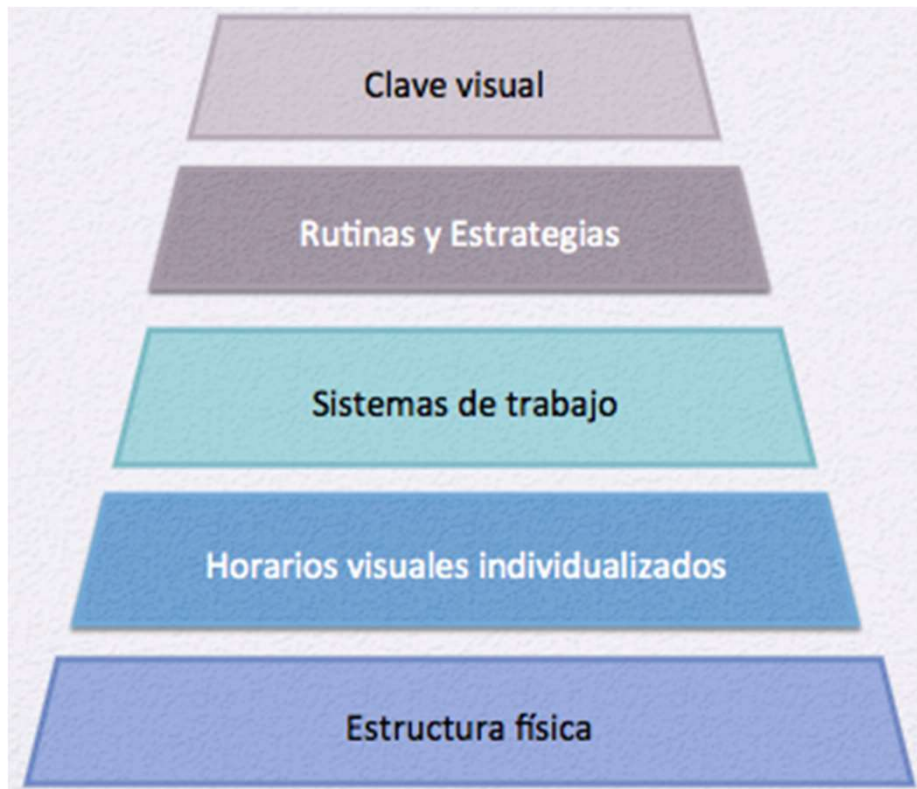 Clave visual
Rutinas y Estrategias
Sistemas de trabajo
Horarios visuales individualizados
Estructura física